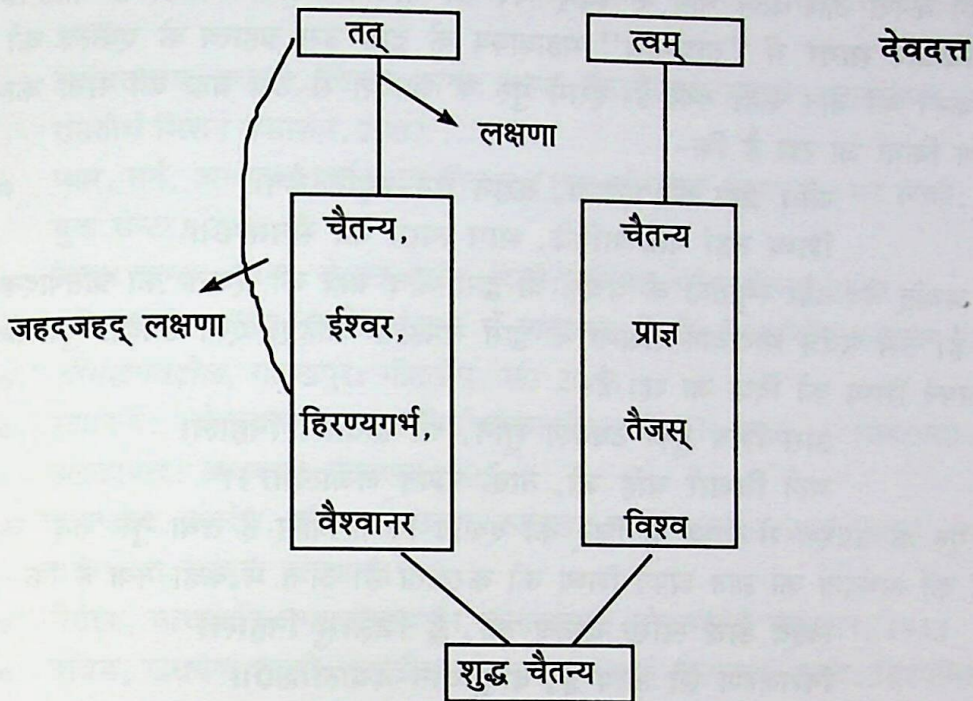 तत् त्वम् देवदत्त
लक्षणा
चैतन्य, चैतन्य
जहदजहद् लक्षणा ईश्वर, प्राज्ञ
हिरण्यगर्भ, तैजस्
वैश्वानर विश्व
शुद्ध चैतन्य